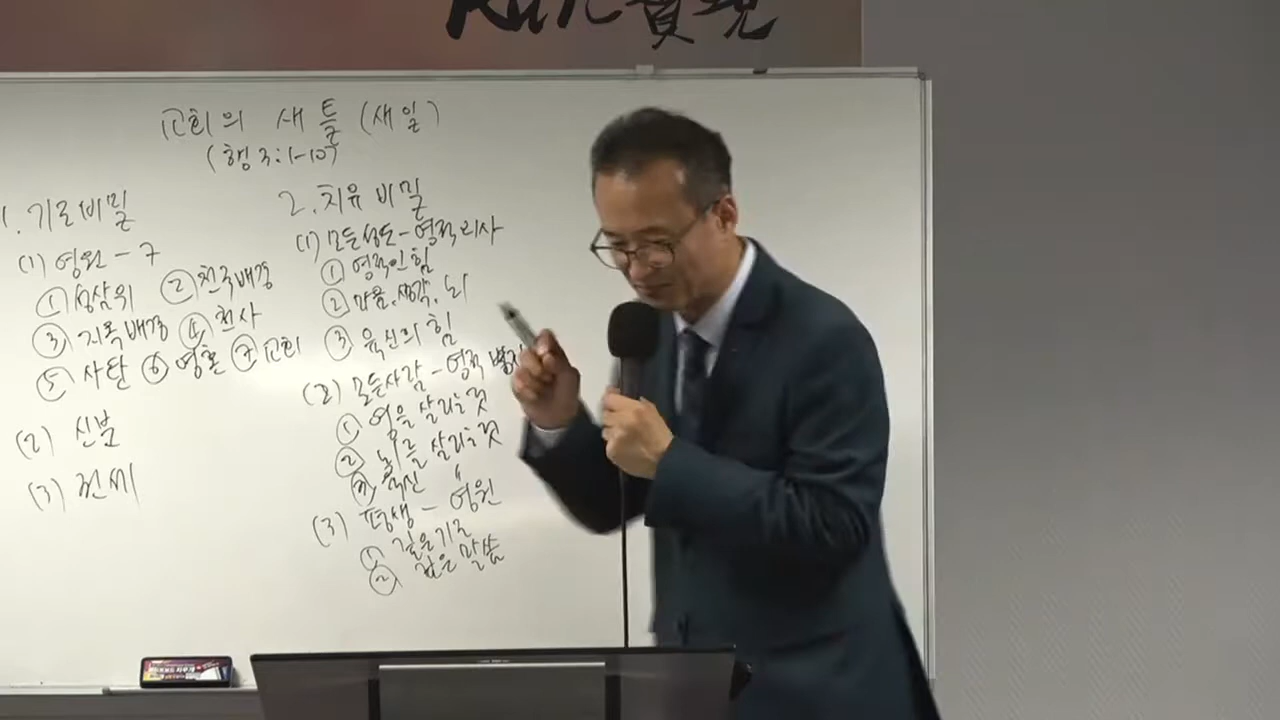 교회의 새틀 (새일)
(행 3:1-10)
1. 기도비밀
(1) 영원 - 7
① 성삼위 ② 천국배경
③ 지옥배경 ④ 천사
⑤ 사탄 ⑥ 영혼 ⑦ 교회
(2) 신분
(3) 권세
2. 치유비밀
(1) 모든성도 - 영적의사
① 영적인 힘
② 마음.생각.뇌
③ 육신의 힘
(2) 모든사람 - 영적
① 영을 살리는 것
② 뇌를 살리는 것
③ 육신 〃
(3) 평생 - 영원
① 깊은 기도
② 깊은 말씀